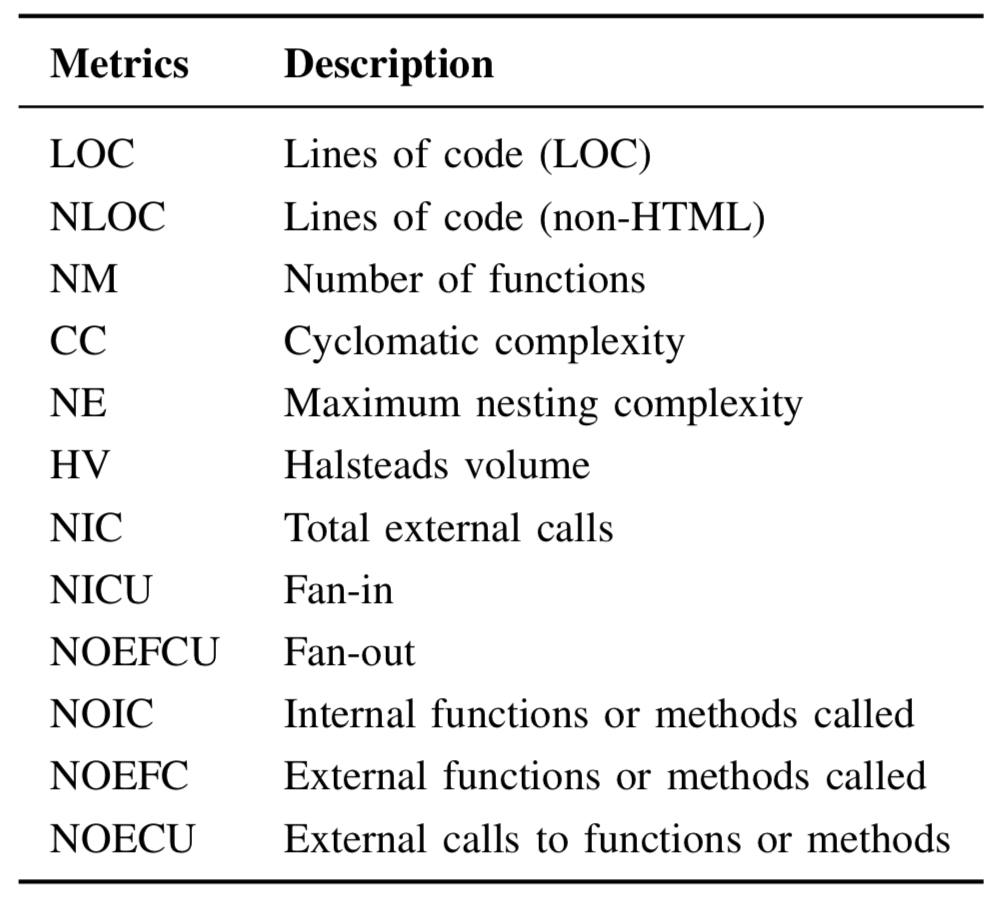 Metrics Description
LOC Lines of code (LOC)
NLOC Lines of code (non-HTML)
NM Number of functions
CC Cyclomatic complexity
NE Maximum nesting complexity
HV Halsteads volume
NIC Total external calls
NICU Fan-in
NOEFCU Fan-out
NOIC Internal functions or methods called
NOEFC External functions or methods called
NOECU External calls to functions or methods